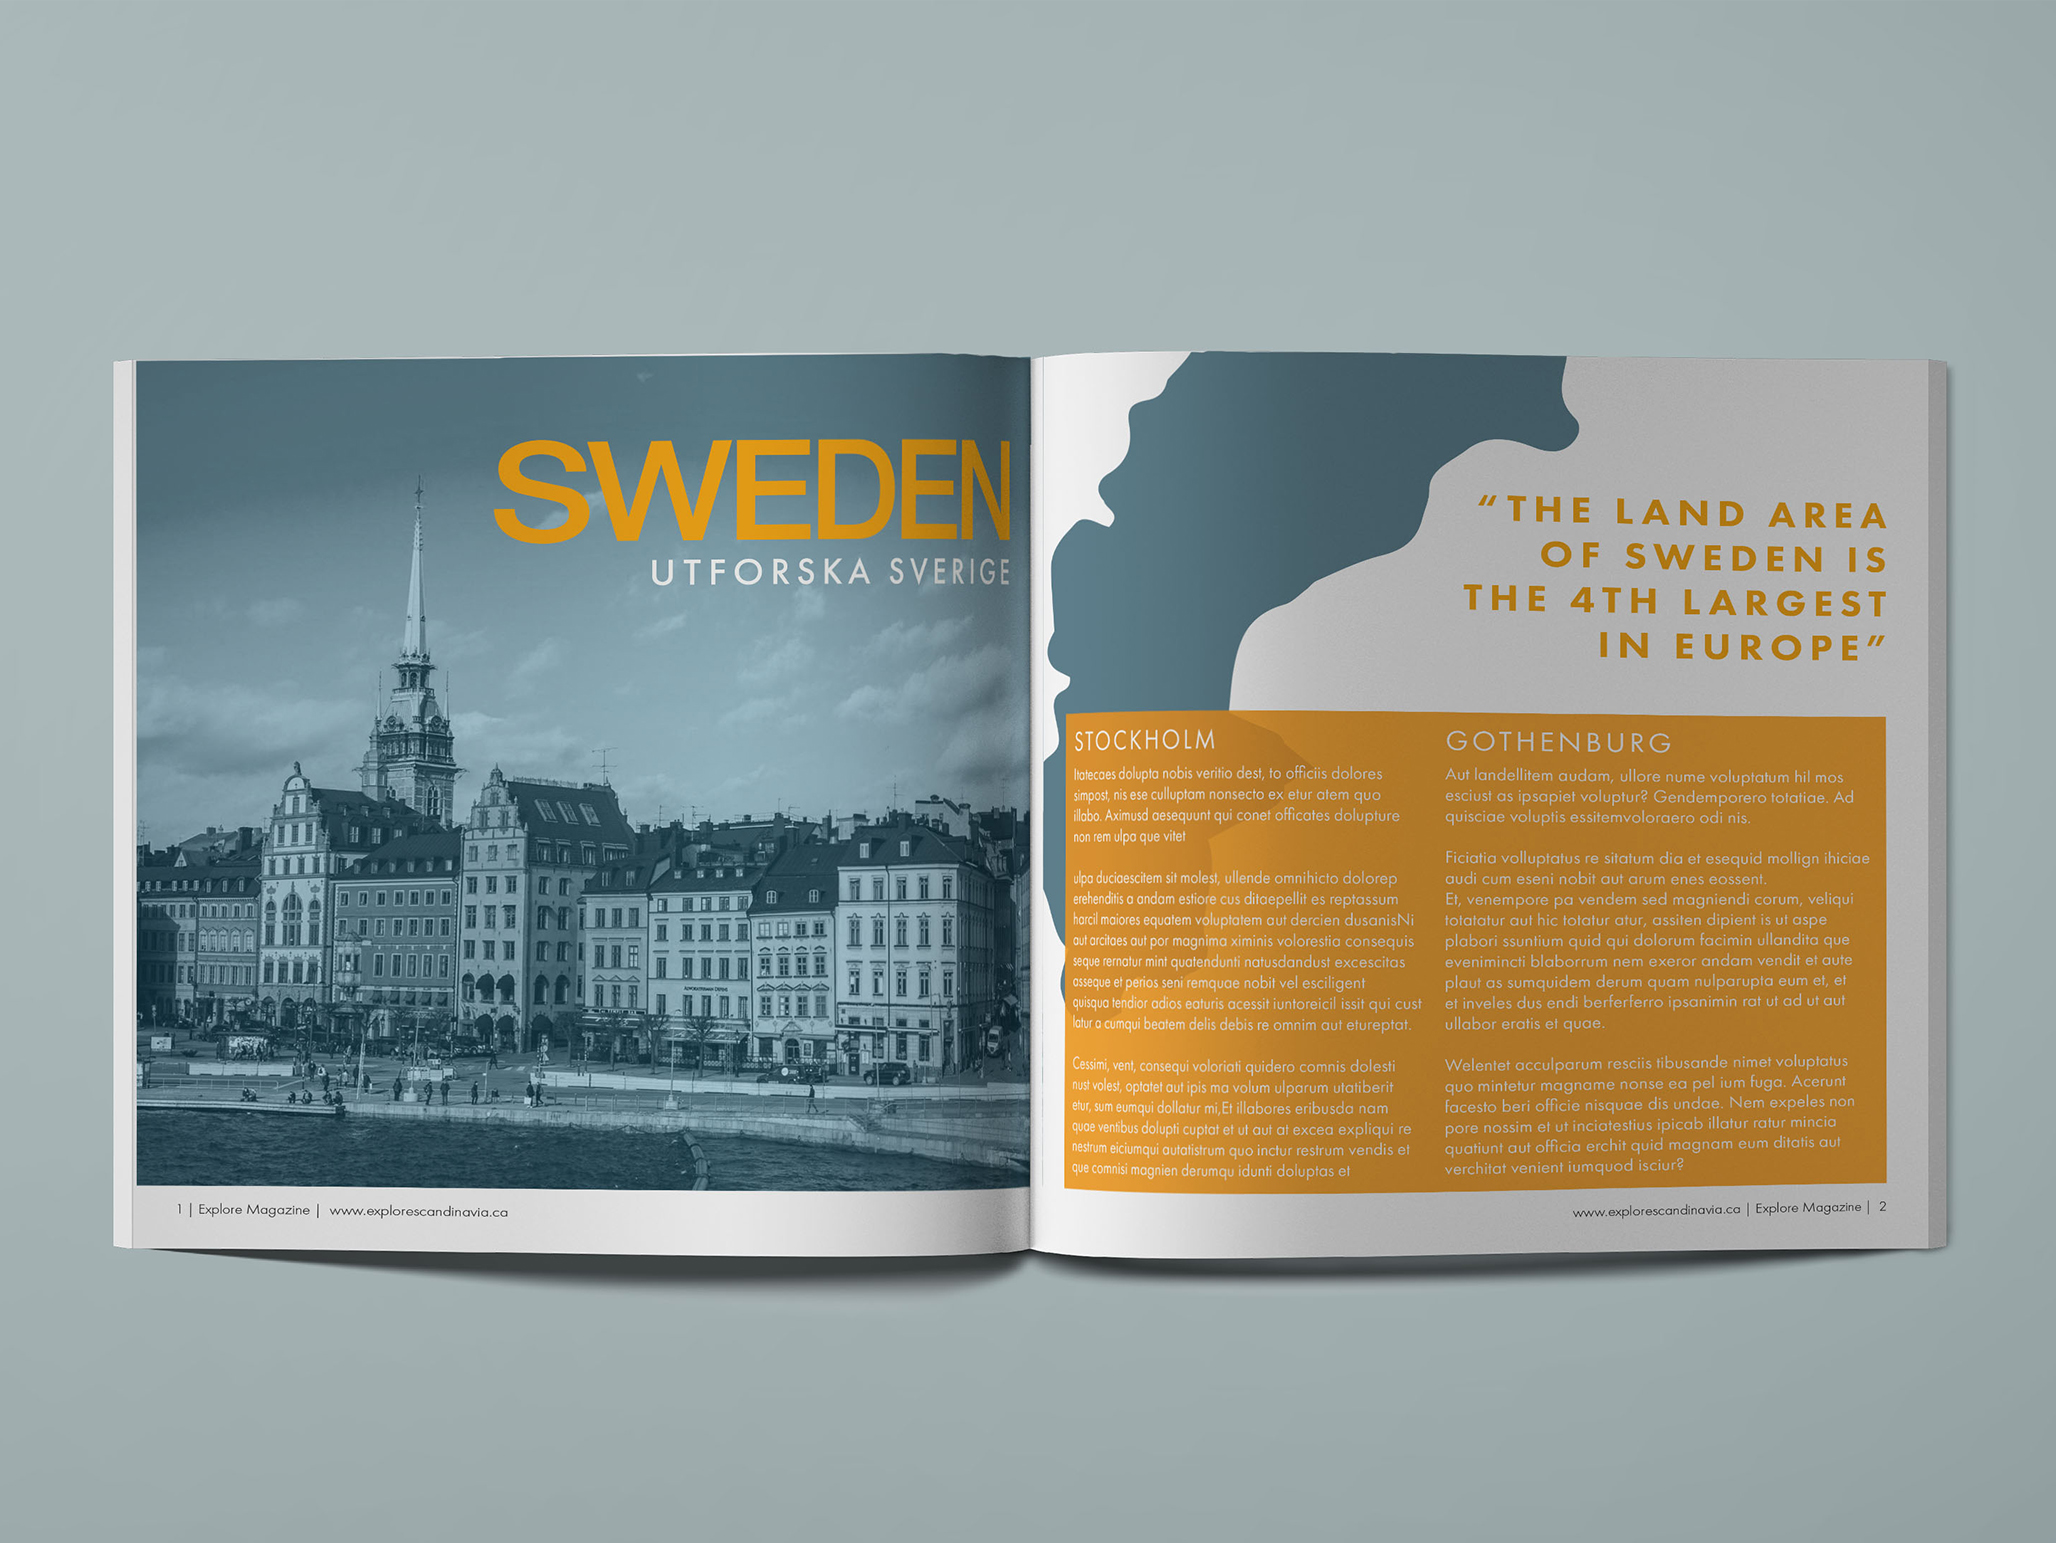 SWEDEN
UTFORSKA SVERIGE
1 | Explore Magazine | www.explorescandinavia.ca
“THE LAND AREA
OF SWEDEN IS
THE 4TH LARGEST
IN EUROPE”
STOCKHOLM
Itatecaes dolupta nobis veritio dest, to officiis dolores
simpost, nis ese culluptam nonsecto ex etur atem quo
illabo. Aximusd aesequunt qui conet officates dolupture
non rem ulpa que vitet
ulpa duciaescitem sit molest, ullende omnihicto dolorep
erehenditis a andam estiore cus ditaepellit es reptassum
harcil maiores equatem voluptatem aut dercien dusanisNi
aut arcitaes aut por magnima ximinis volorestia consequis
seque rernatur mint quatendunti natusdandust excescitas
asseque et perios seni remquae nobit vel esciligent
quisqua tendior adios eaturis acessit iuntoreicil issit qui cust
latur a cumqui beatem delis debis re omnim aut etureptat.
Cessimi, vent, consequi voloriati quidero comnis dolesti
nust volest, optatet aut ipis ma volum ulparum utatiberit
etur, sum eumqui dollatur mi,Et illabores eribusda nam
quae ventibus dolupti cuptat et ut aut at excea expliqui re
nestrum eiciumqui autatistrum quo inctur restrum vendis et
que comnisi magnien derumqu idunti doluptas et
GOTHENBURG
Aut landellitem audam, ullore nume voluptatum hil mos
esciust as ipsapiet voluptur? Gendemporero totatiae. Ad
quisciae voluptis essitemvoloraero odi nis.
Ficiatia volluptatus re sitatum dia et esequid mollign ihiciae
audi cum eseni nobit aut arum enes eossent.
Et, venempore pa vendem sed magniendi corum, veliqui
totatatur aut hic totatur atur, assiten dipient is ut aspe
plabori ssuntium quid qui dolorum facimin ullandita que
evenimincti blaborrum nem exeror andam vendit et aute
plaut as sumquidem derum quam nulparupta eum et, et
et inveles dus endi berferferro ipsanimin rat ut ad ut aut
ullabor eratis et quae.
Welentet acculparum resciis tibusande nimet voluptatus
quo mintetur magname nonse ea pel ium fuga. Acerunt
facesto beri officie nisquae dis undae. Nem expeles non
pore nossim et ut inciatestius ipicab illatur ratur mincia
quatiunt aut officia erchit quid magnam eum ditatis aut
verchitat venient iumquod isciur?
www.explorescandinavia.ca | Explore Magazine | 2